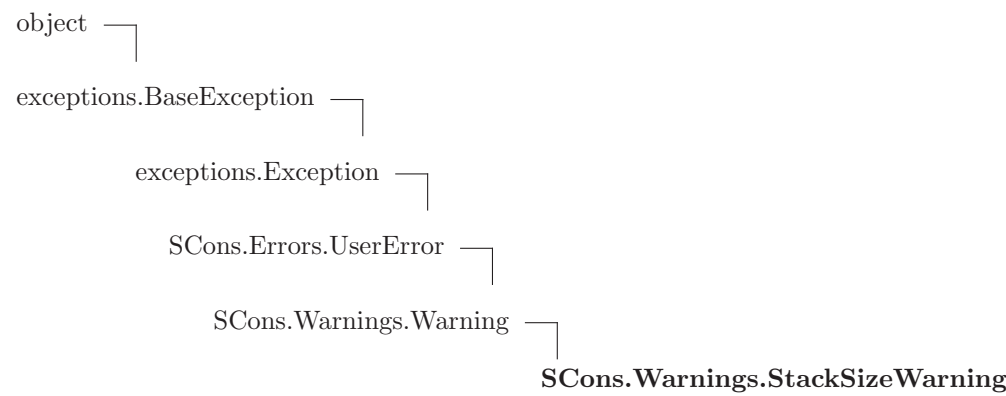 object
exceptions.BaseException
exceptions.Exception
SCons.Errors.UserError
SCons.Warnings.Warning
SCons.Warnings.StackSizeWarning